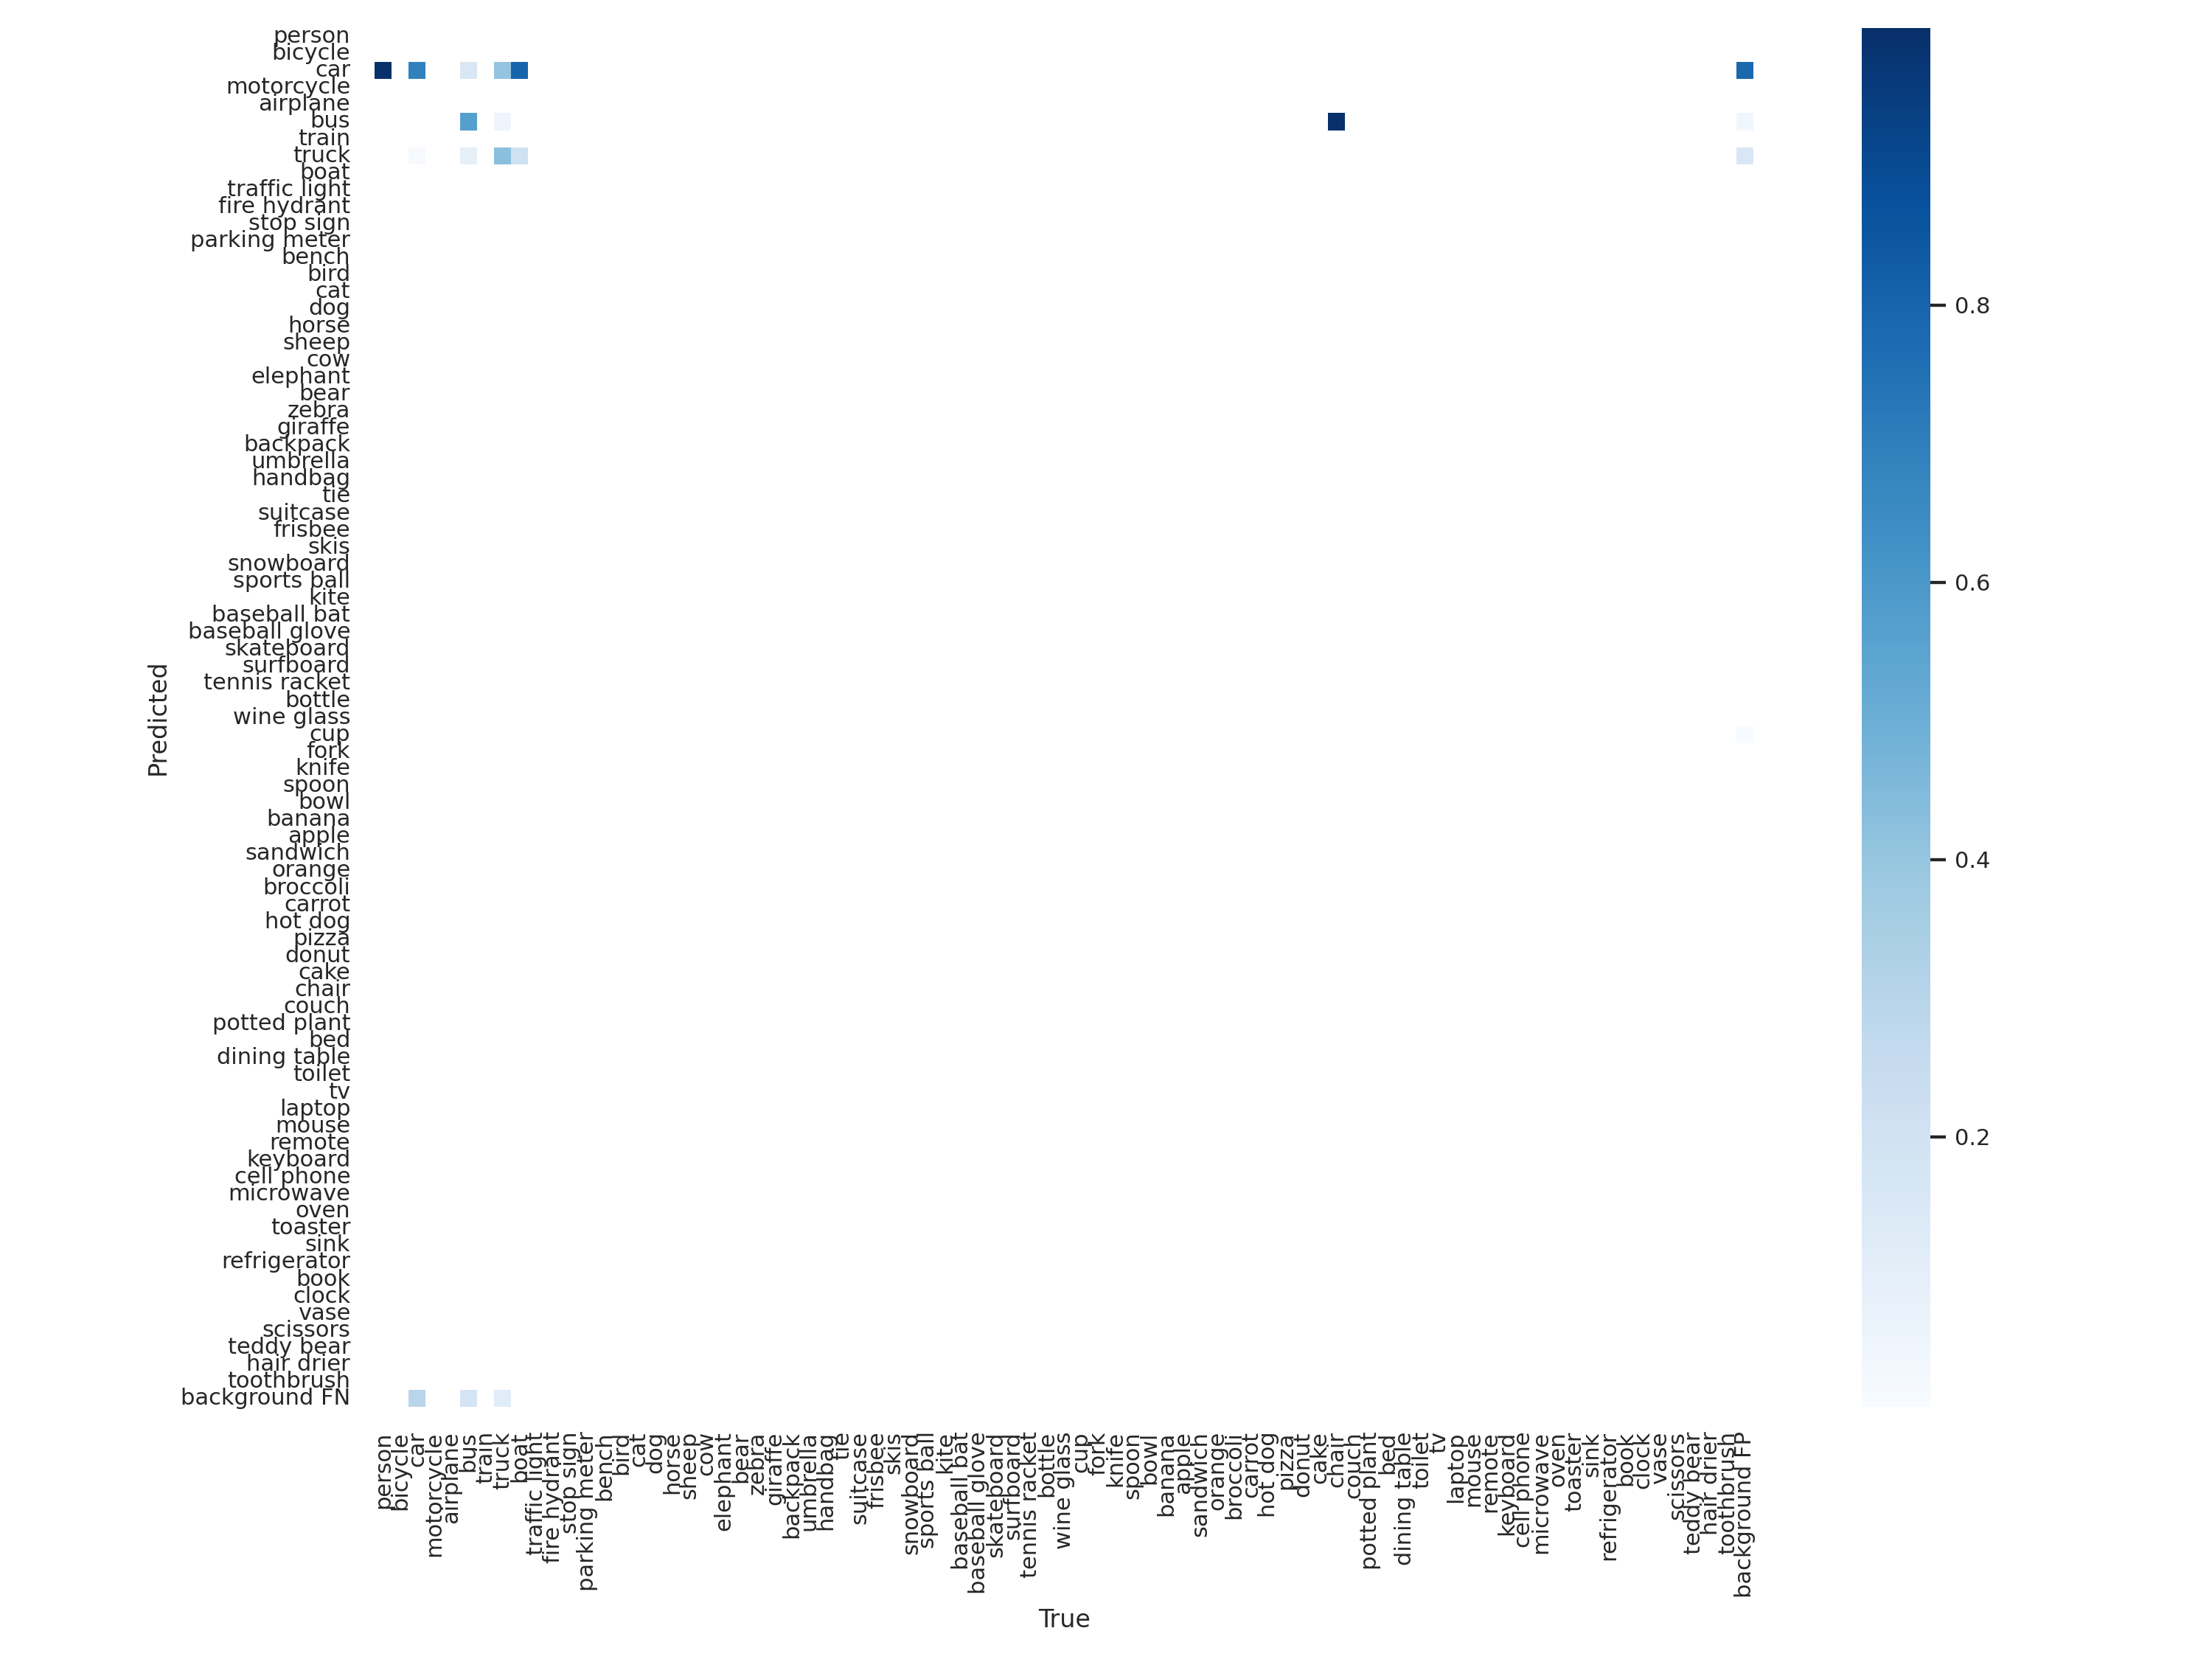 person
bicycle
car
motorcycle
airplane
bus
train
truck
boat
traffic light
fire hydrant
stop sign
parking meter
bench
bird
cat
dog
horse
sheep
cow
elephant
bear
zebra
giraffe
backpack
umbrella
handbag
tie
suitcase
frisbee
skis
snowboard
sports ball
kite
baseball bat
baseball glove
skateboard
surfboard
tennis racket
bottle
wine glass
cup
fork
knife
spoon
bowl
banana
apple
sandwich
orange
broccoli
carrot
hot dog
pizza
donut
cake
chair
couch
potted plant
bed
dining table
toilet
tv
laptop
mouse
remote
keyboard
cell phone
microwave
oven
toaster
sink
refrigerator
book
clock
vase
scissors
teddy bear
hair drier
toothbrush
background FN
Predicted
person
bicycle
car
motorcycle
airplane
bus
train
truck
boat
traffic light
fire hydrant
stop sign
parking meter
bench
bird
cat
dog
horse
sheep
cow
elephant
bear
zebra
giraffe
backpack
umbrella
handbag
tie
suitcase
frisbee
skis
snowboard
sports ball
kite
baseball bat
baseball glove
skateboard
surfboard
tennis racket
bottle
wine glass
cup
fork
knife
spoon
bowl
banana
apple
sandwich
orange
broccoli
carrot
hot dog
pizza
donut
cake
chair
couch
potted plant
bed
dining table
toilet
tv
laptop
mouse
remote
keyboard
cell phone
microwave
oven
toaster
sink
refrigerator
book
clock
vase
scissors
teddy bear
hair drier
toothbrush
background FP
True
0.8
0.6
0.4
0.2